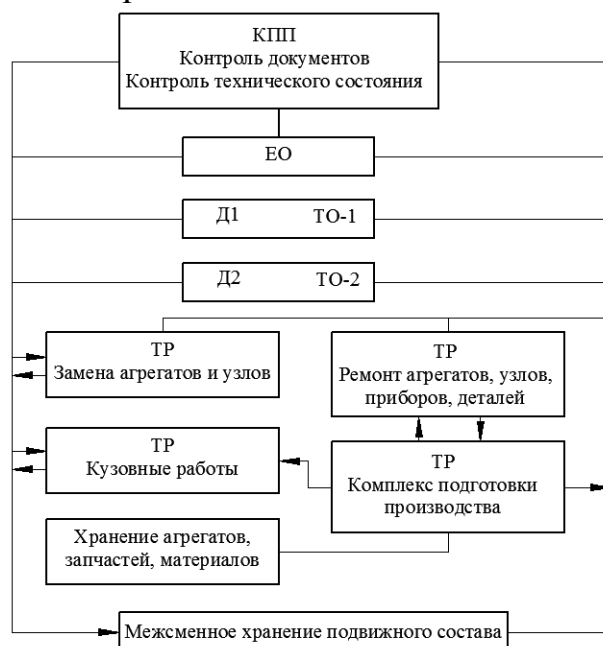 КПП
Контроль документов
Контроль технического состояния
ЕО
Д1 ТО-1
Д2 ТО-2
ТР
Замена агрегатов и узлов
ТР
Ремонт агрегатов, узлов,
приборов, деталей
ТР
Кузовные работы
ТР
Комплекс подготовки
производства
Хранение агрегатов,
запчастей, материалов
Межсменное хранение подвижного состава